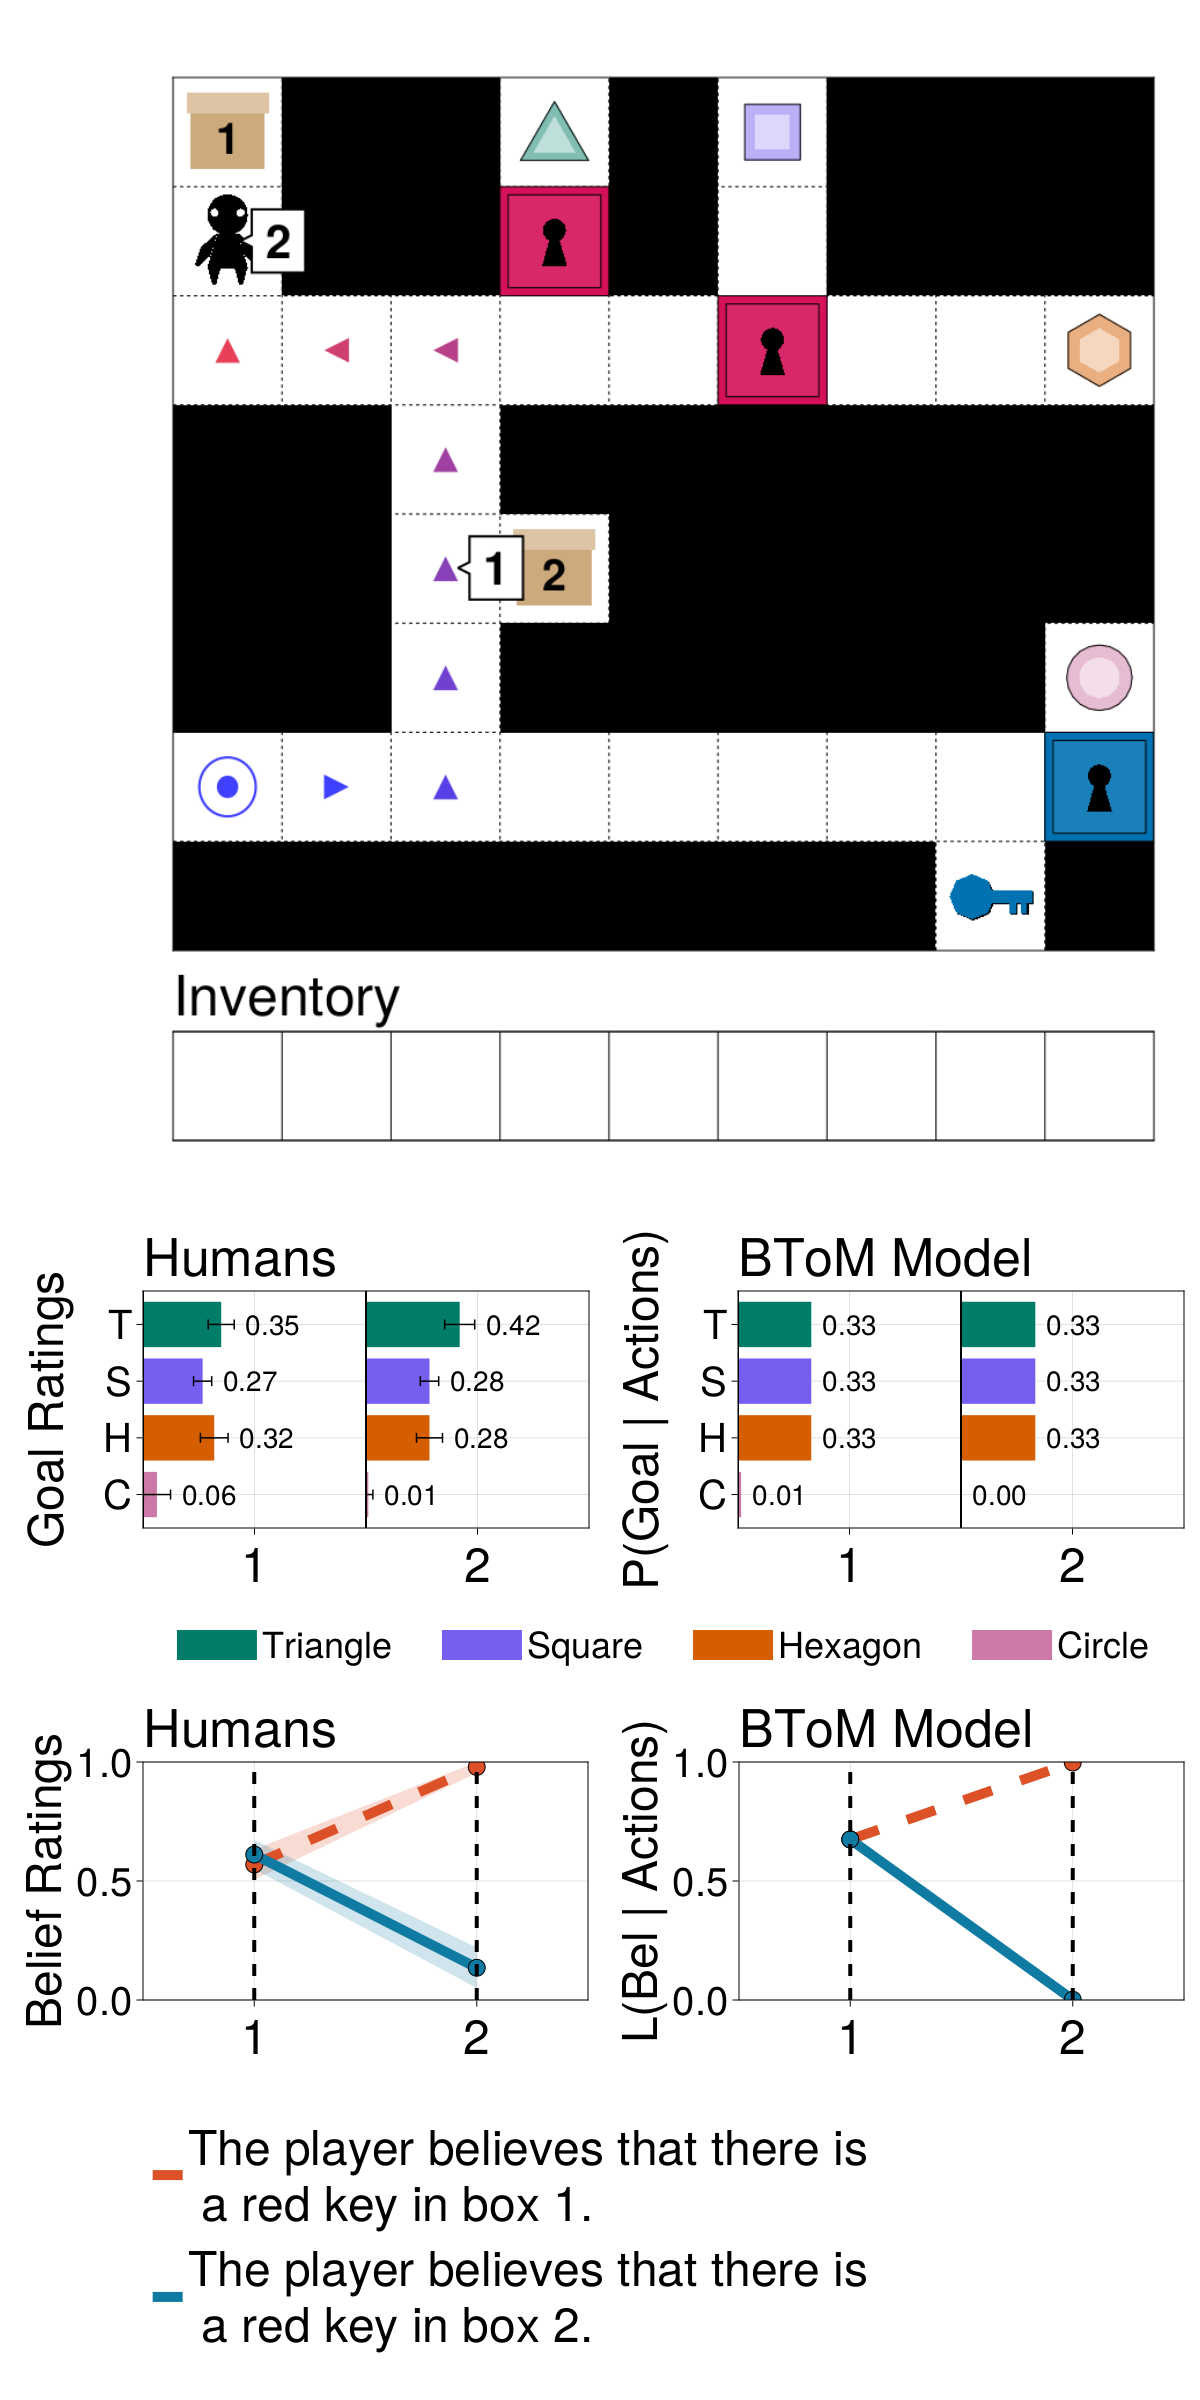 1
2
1
2
Inventory
Humans
BToM Model
Goal Ratings
T 0.35 0.42
S 0.27 0.28
H 0.32 0.28
C 0.06 0.01
1 2
P(Goal | Actions)
T 0.33 0.33
S 0.33 0.33
H 0.33 0.33
C 0.01 0.00
1 2
Triangle Square Hexagon Circle
Humans
BToM Model
Belief Ratings
1.0
0.5
0.0
1 2
L(Bel | Actions)
1.0
0.5
0.0
1 2
The player believes that there is
a red key in box 1.
The player believes that there is
a red key in box 2.